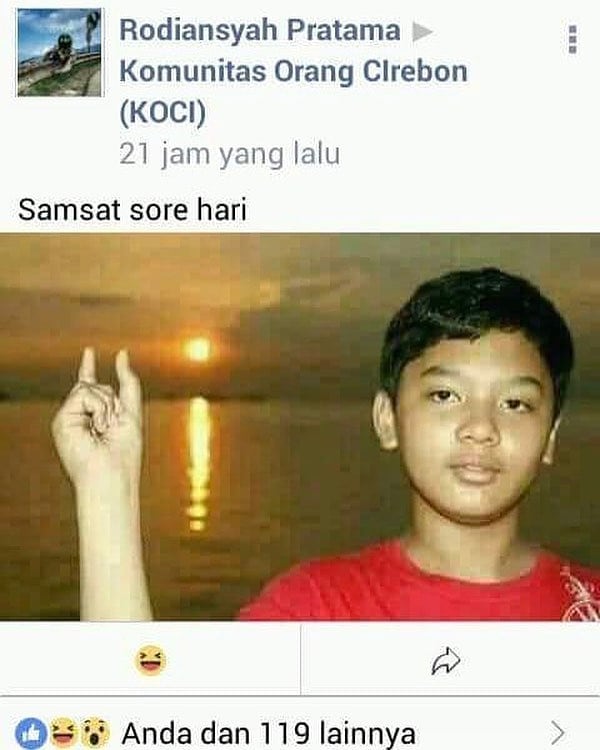 Rodiansyah Pratama
Komunitas Orang CIrebon
(KOCI)
21 jam yang lalu
Samsat sore hari
Anda dan 119 lainnya